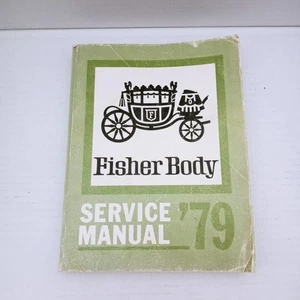 F
Fisher Body
SERVICE
MANUAL '79